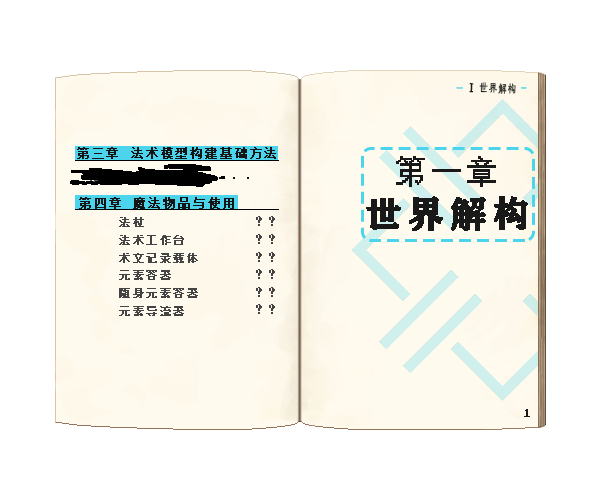 第三章 法术模型构建基础方法
第四章 魔法物品与使用
法杖 ? ?
法术工作台 ? ?
术文记录载体 ? ?
元素容器 ? ?
随身元素容器 ? ?
元素导流器 ? ?
I 世界解构
第一章
世界解构
1